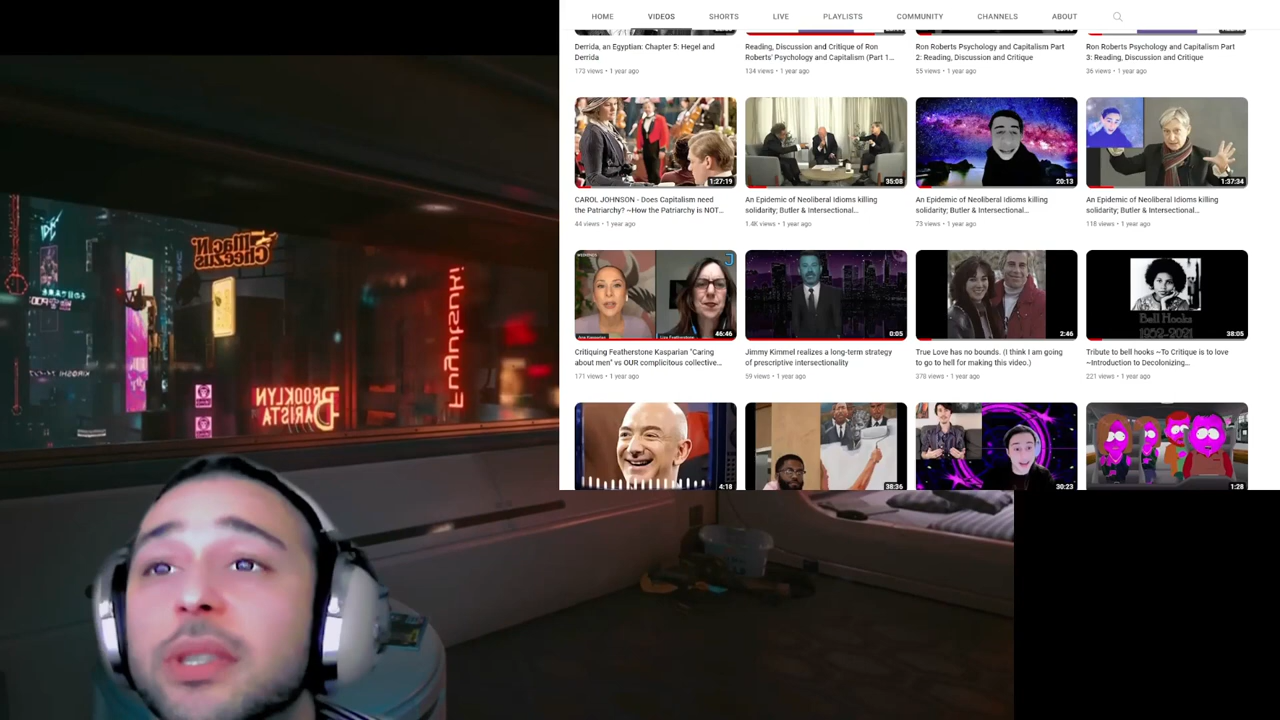 HOME VIDEOS SHORTS LIVE PLAYLISTS COMMUNITY CHANNELS ABOUT
Derrida, an Egyptian: Chapter 5: Hegel and
Derrida
173 views • 1 year ago
Reading, Discussion and Critique of Ron
Roberts' Psychology and Capitalism (Part 1...
134 views • 1 year ago
Ron Roberts Psychology and Capitalism Part
2: Reading, Discussion and Critique
55 views • 1 year ago
Ron Roberts Psychology and Capitalism Part
3: Reading, Discussion and Critique
36 views • 1 year ago
1:27:19
CAROL JOHNSON - Does Capitalism need
the Patriarchy? ~How the Patriarchy is NOT...
44 views • 1 year ago
35:08
An Epidemic of Neoliberal Idioms killing
solidarity; Butler & Intersectional...
1.4K views • 1 year ago
20:13
An Epidemic of Neoliberal Idioms killing
solidarity; Butler & Intersectional...
73 views • 1 year ago
1:37:34
An Epidemic of Neoliberal Idioms killing
solidarity; Butler & Intersectional...
118 views • 1 year ago
46:46
Critiquing Featherstone Kasparian "Caring
about men" vs OUR complicitous collective...
171 views • 1 year ago
0:05
Jimmy Kimmel realizes a long-term strategy
of prescriptive intersectionality
59 views • 1 year ago
2:46
True Love has no bounds. (I think I am going
to go to hell for making this video.)
378 views • 1 year ago
Bell Hooks
1952-2021
38:05
Tribute to bell hooks ~To Critique is to love
~Introduction to Decolonizing...
221 views • 1 year ago
4:18
38:36
30:23
1:28
Mac N'
Cheezus
BROOKLYN
BARISTA
Fuyutsuki